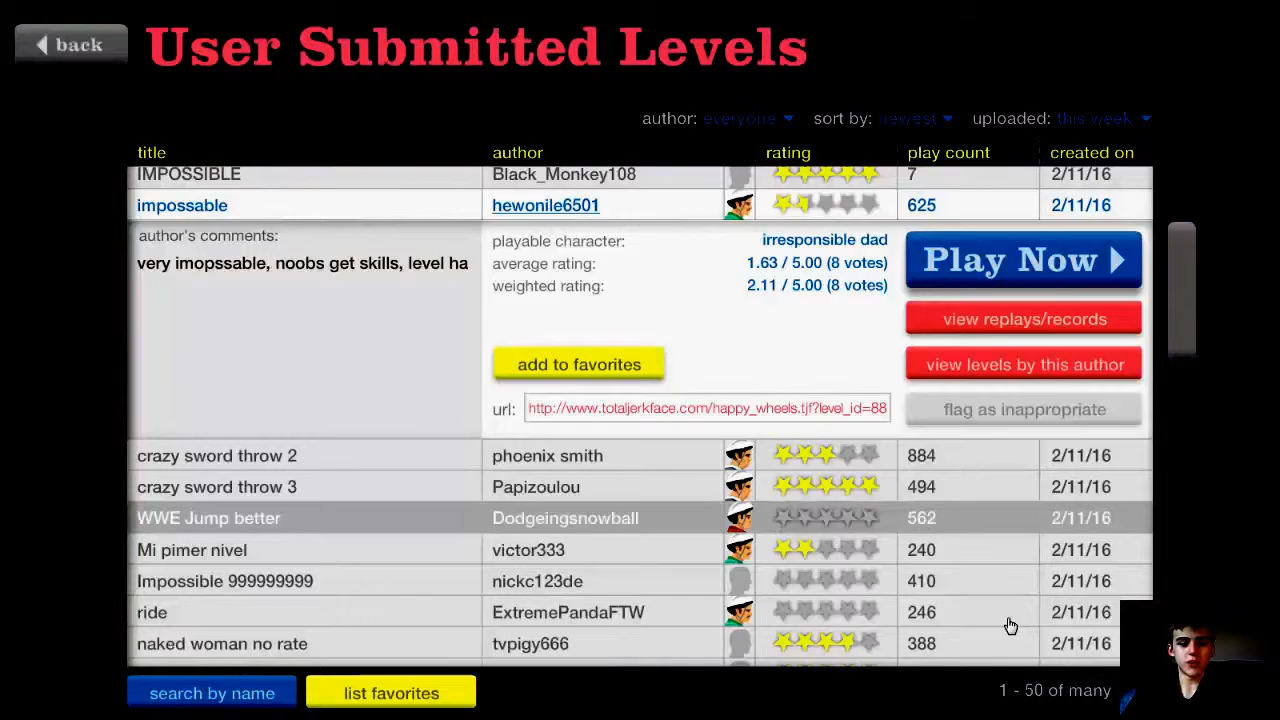 back
User Submitted Levels
author: everyone sort by: newest uploaded: this week
title author rating play count created on
IMPOSSIBLE Black_Monkey108 7 2/11/16
impossable hewonile6501 625 2/11/16
author's comments:
very imopssable, noobs get skills, level ha
playable character: irresponsible dad
average rating: 1.63 / 5.00 (8 votes)
weighted rating: 2.11 / 5.00 (8 votes)
Play Now
view replays/records
add to favorites
view levels by this author
url: http://www.totaljerkface.com/happy_wheels.tjf?level_id=88
flag as inappropriate
crazy sword throw 2 phoenix smith 884 2/11/16
crazy sword throw 3 Papizoulou 494 2/11/16
WWE Jump better Dodgeingsnowball 562 2/11/16
Mi pimer nivel victor333 240 2/11/16
Impossible 999999999 nickc123de 410 2/11/16
ride ExtremePandaFTW 246 2/11/16
naked woman no rate tvpigy666 388 2/11/16
search by name list favorites 1 - 50 of many